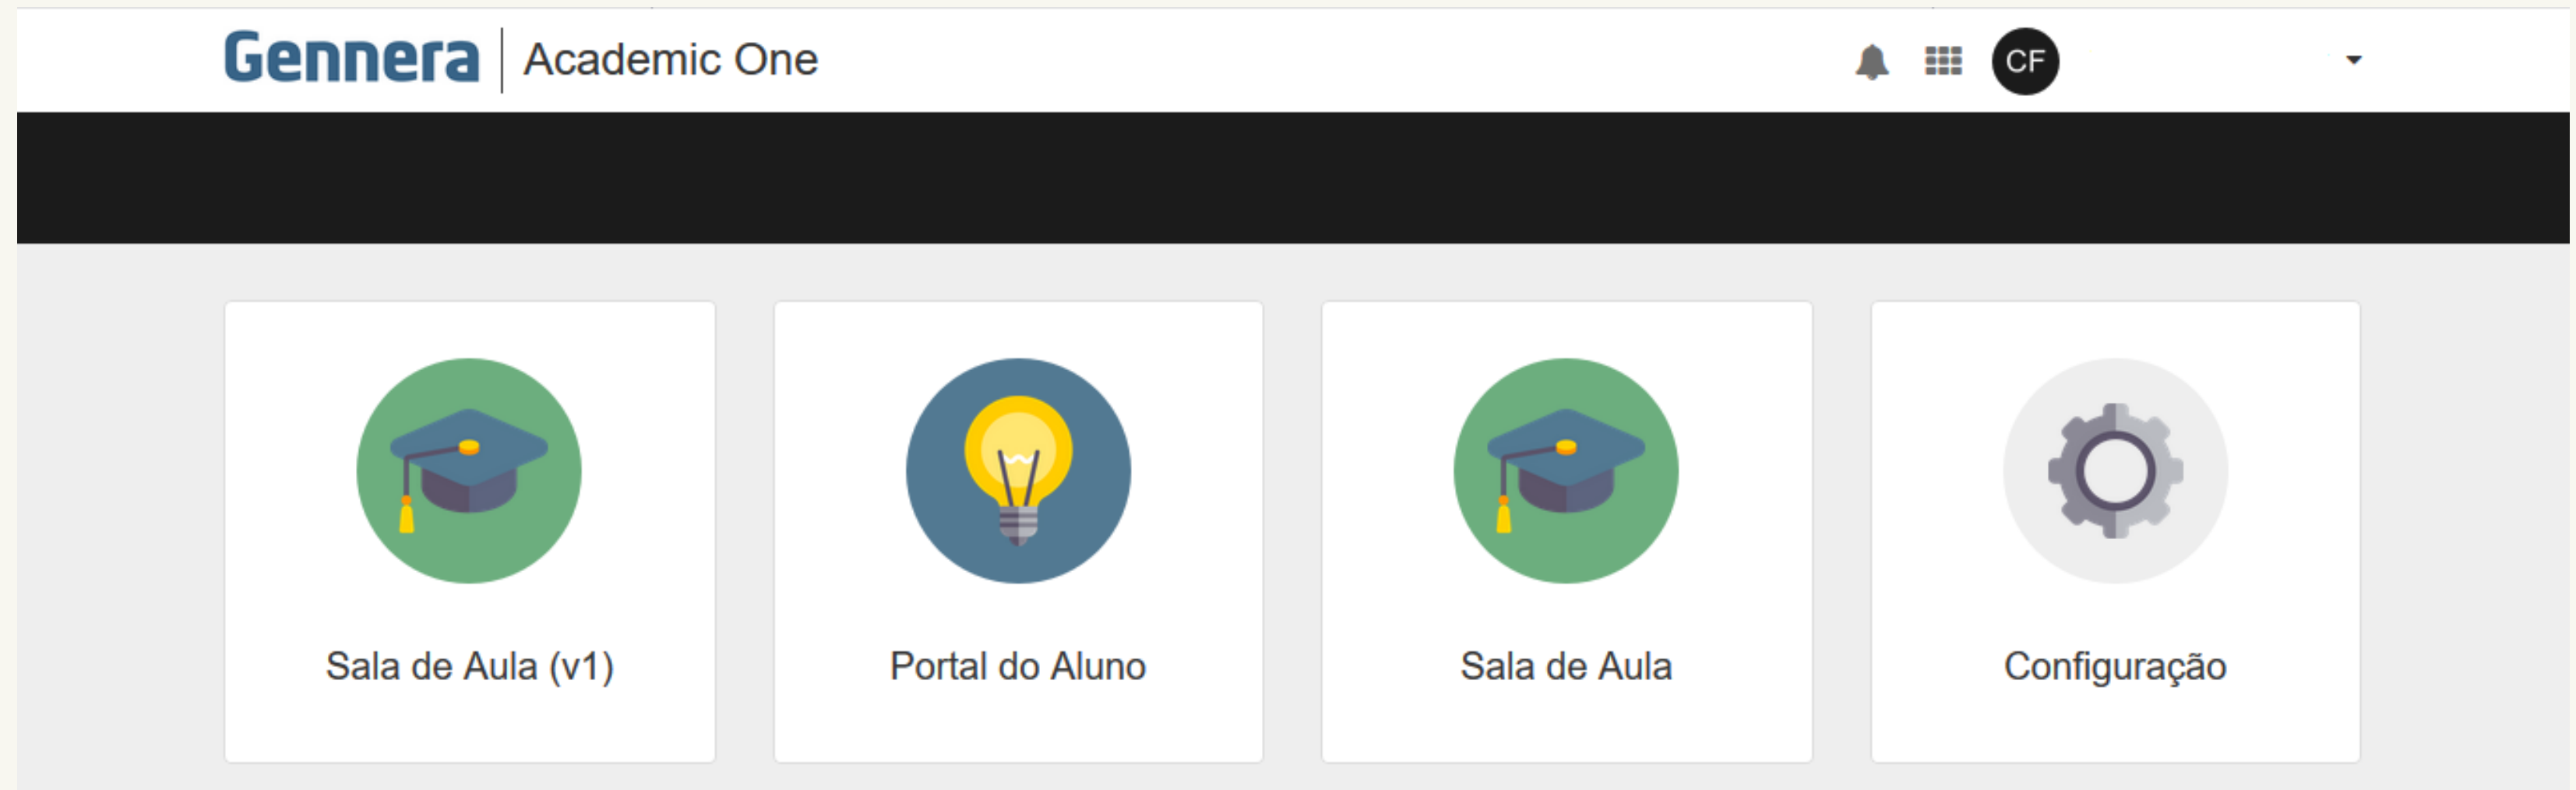 Gennera | Academic One
CF
Sala de Aula (v1)
Portal do Aluno
Sala de Aula
Configuração